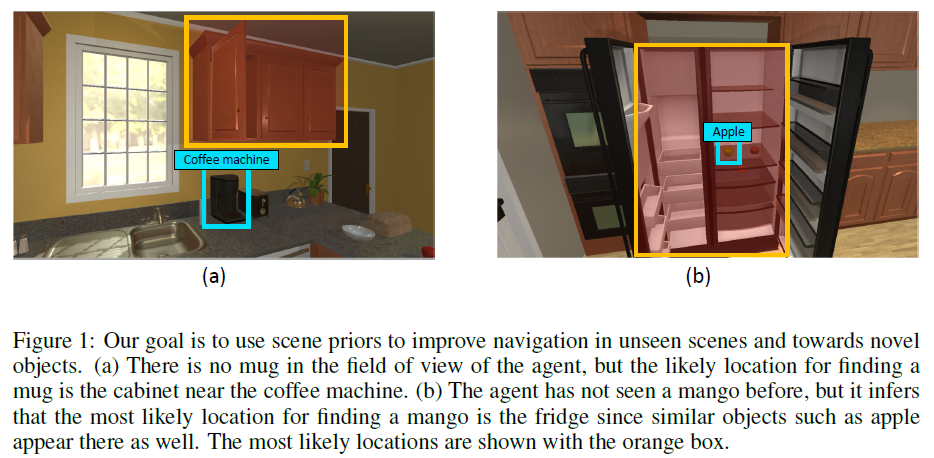 Coffee machine
Apple
(a)
(b)
Figure 1: Our goal is to use scene priors to improve navigation in unseen scenes and towards novel
objects. (a) There is no mug in the field of view of the agent, but the likely location for finding a
mug is the cabinet near the coffee machine. (b) The agent has not seen a mango before, but it infers
that the most likely location for finding a mango is the fridge since similar objects such as apple
appear there as well. The most likely locations are shown with the orange box.